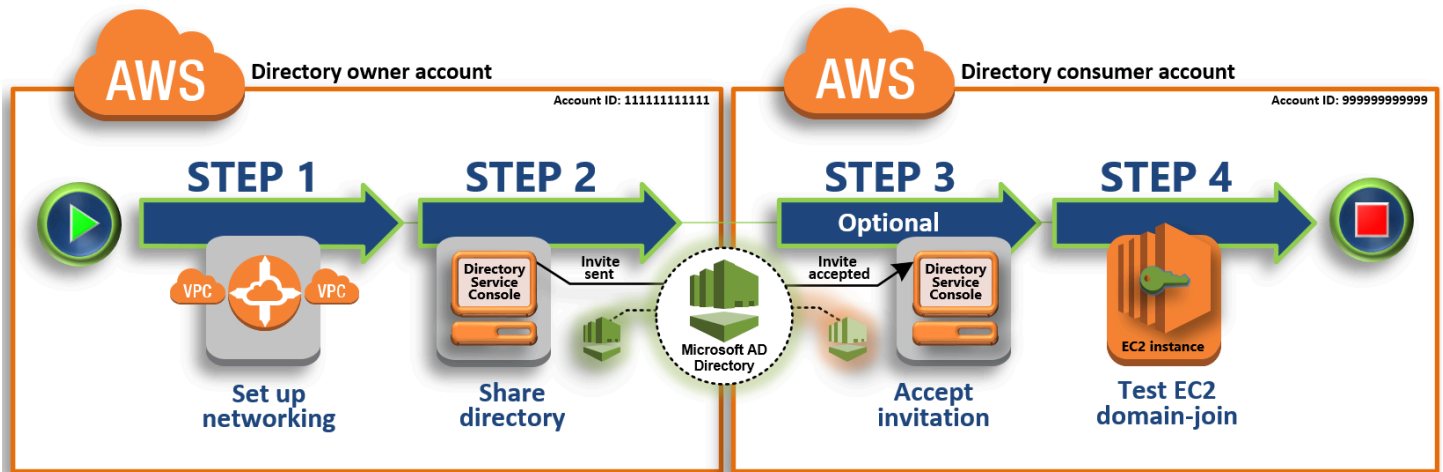 AWS
Directory owner account
Account ID: 111111111111
AWS
Directory consumer account
Account ID: 999999999999
STEP 1
STEP 2
STEP 3
STEP 4
Optional
VPC
VPC
Directory
Service
Console
Invite
sent
Microsoft AD
Directory
Invite
accepted
Directory
Service
Console
EC2 instance
Set up
networking
Share
directory
Accept
invitation
Test EC2
domain-join